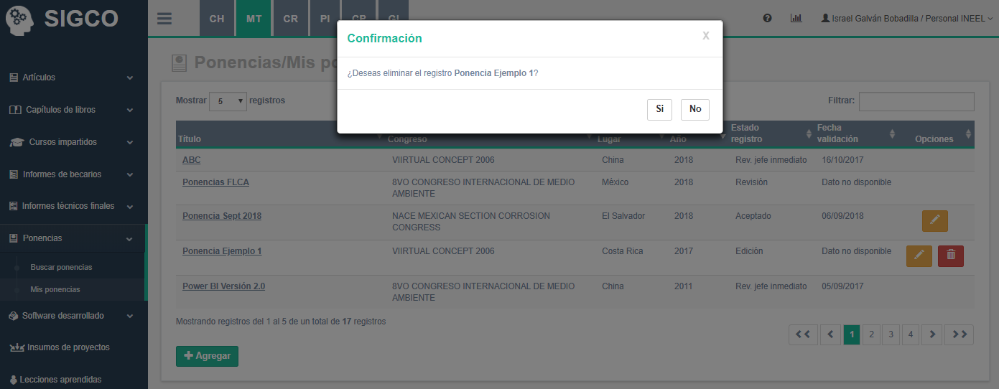 SIGCO
CH MT CR PI CP GI
Israel Galván Bobadilla / Personal INEEL
Confirmación X
¿Deseas eliminar el registro Ponencia Ejemplo 1?
Si No
Artículos
Capítulos de libros
Cursos impartidos
Informes de becarios
Informes técnicos finales
Ponencias
Buscar ponencias
Mis ponencias
Software desarrollado
Insumos de proyectos
Lecciones aprendidas
Ponencias/Mis
Mostrar 5 registros Filtrar:
Título Congreso Lugar Año Estado registro Fecha validación Opciones
ABC VIIRTUAL CONCEPT 2006 China 2018 Rev. jefe inmediato 16/10/2017
Ponencias FLCA 8VO CONGRESO INTERNACIONAL DE MEDIO México 2018 Revisión Dato no disponible
AMBIENTE
Ponencia Sept 2018 NACE MEXICAN SECTION CORROSION El Salvador 2018 Aceptado 06/09/2018
CONGRESS
Ponencia Ejemplo 1 VIIRTUAL CONCEPT 2006 Costa Rica 2017 Edición Dato no disponible
Power BI Versión 2.0 8VO CONGRESO INTERNACIONAL DE MEDIO China 2011 Rev. jefe inmediato 05/09/2017
AMBIENTE
Mostrando registros del 1 al 5 de un total de 17 registros
1 2 3 4
Agregar